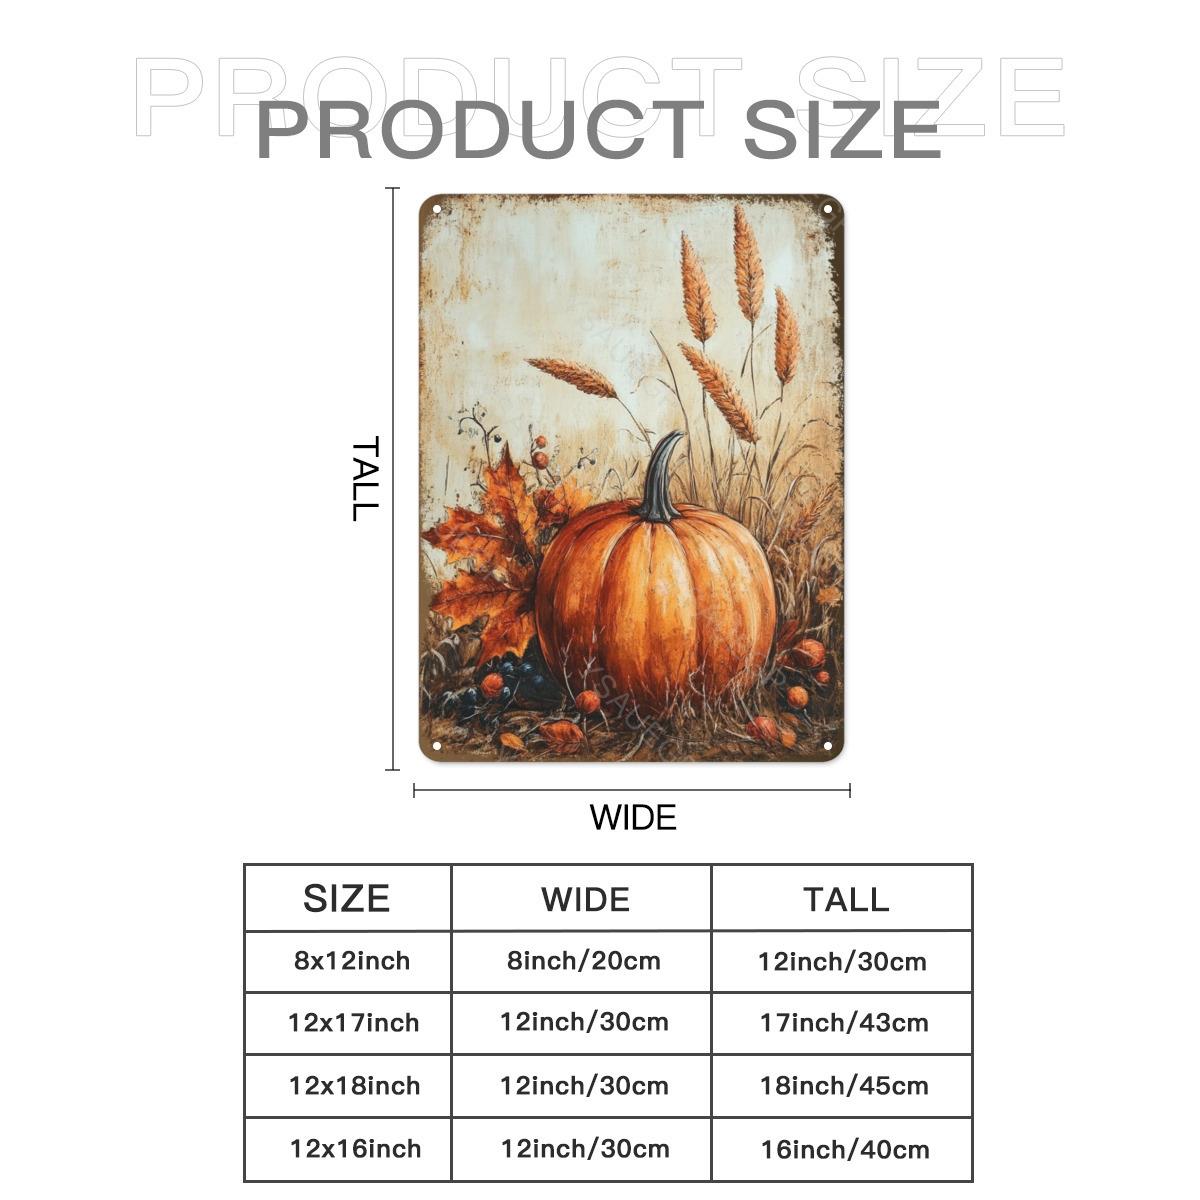 PRODUCT SIZE
PRODUCT SIZE
TALL
WIDE
SIZE WIDE TALL
8x12inch 8inch/20cm 12inch/30cm
12x17inch 12inch/30cm 17inch/43cm
12x18inch 12inch/30cm 18inch/45cm
12x16inch 12inch/30cm 16inch/40cm